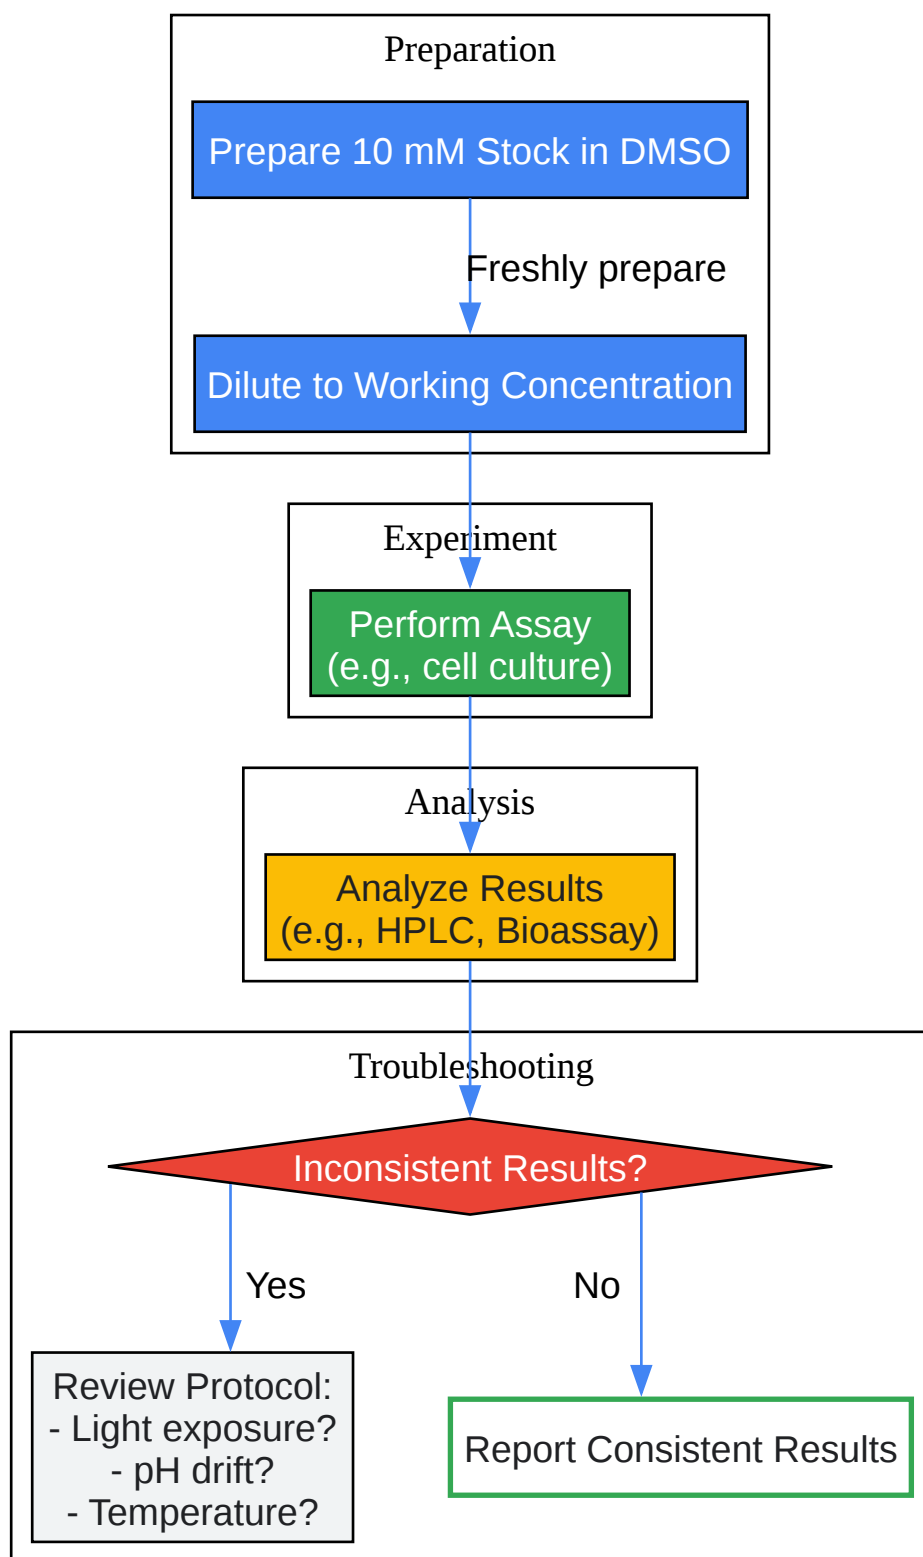 Preparation
Prepare 10 mM Stock in DMSO
Freshly prepare
Dilute to Working Concentration
Experiment
Perform Assay
(e.g., cell culture)
Analysis
Analyze Results
(e.g., HPLC, Bioassay)
Troubleshooting
Inconsistent Results?
Yes
No
Review Protocol:
- Light exposure?
- pH drift?
- Temperature?
Report Consistent Results